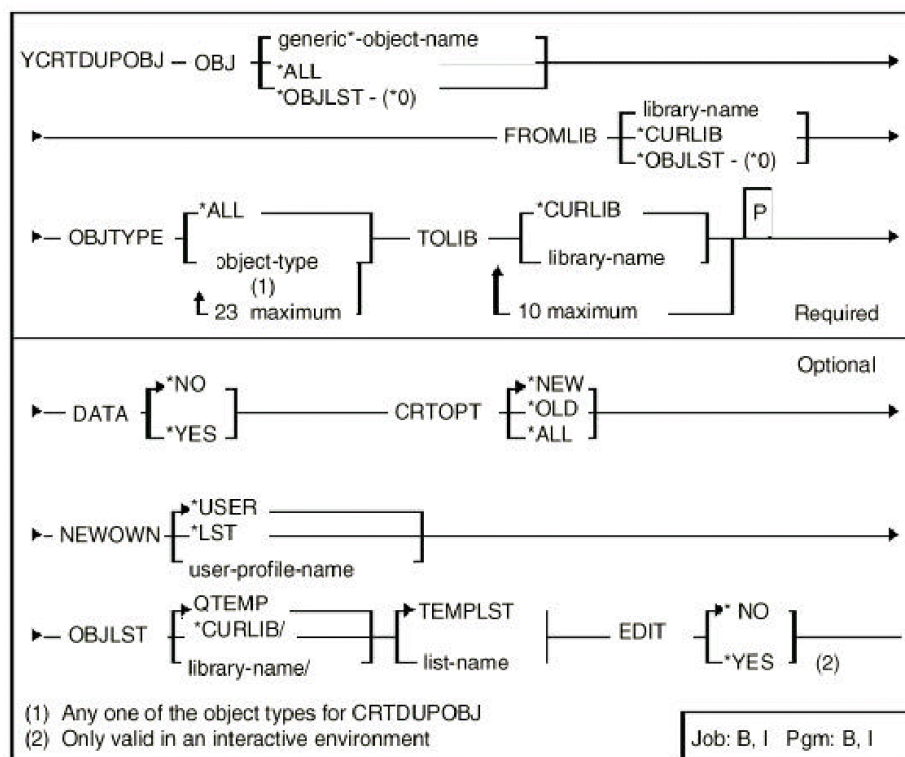 generic*-object-name
YCRTDUPOBJ OBJ
*ALL
*OBJLST - (*0)
library-name
FROMLIB *CURLIB
*OBJLST - (*0)
*ALL *CURLIB P
OBJTYPE TOLIB
object-type library-name
(1)
23 maximum 10 maximum Required
Optional
*NO *NEW
DATA CRTOPT *OLD
*YES *ALL
*USER
NEWOWN *LST
user-profile-name
QTEMP TEMPLST * NO
OBJLST *CURLIB/ EDIT
library-name/ list-name *YES (2)
(1) Any one of the object types for CRTDUPOBJ
(2) Only valid in an interactive environment
Job: B, I Pgm: B, I